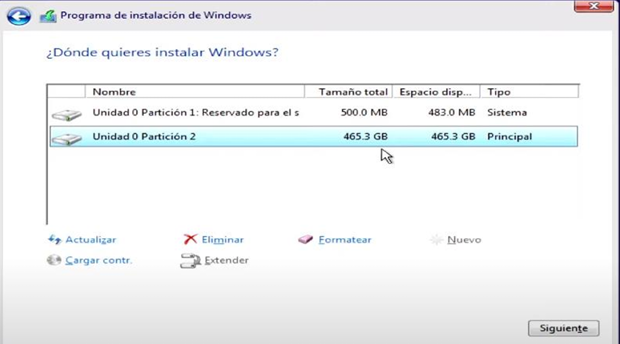 Programa de instalación de Windows
¿Dónde quieres instalar Windows?
Nombre Tamaño total Espacio disp... Tipo
Unidad 0 Partición 1: Reservado para el s 500.0 MB 483.0 MB Sistema
Unidad 0 Partición 2 465.3 GB 465.3 GB Principal
Actualizar Eliminar Formatear Nuevo
Cargar contr. Extender
Siguiente